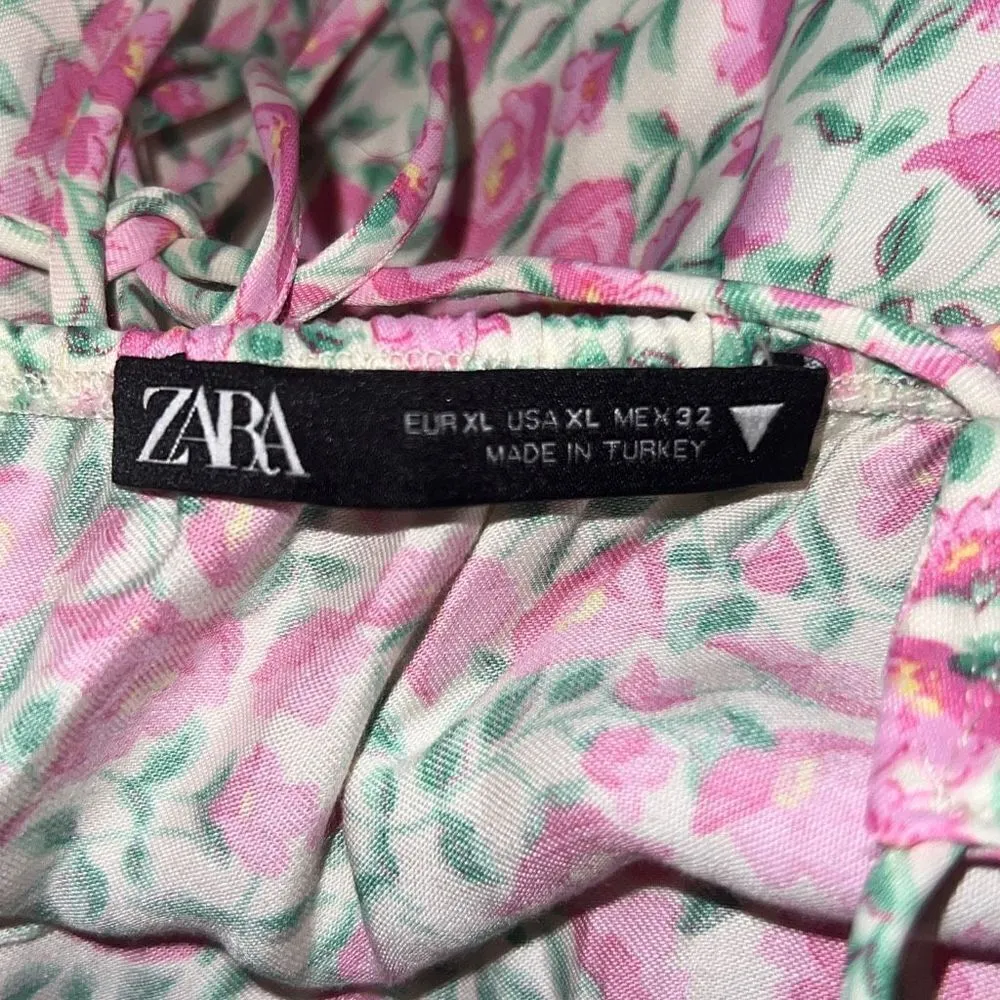 ZARA
EUR XL USA XL MEX 32
MADE IN TURKEY